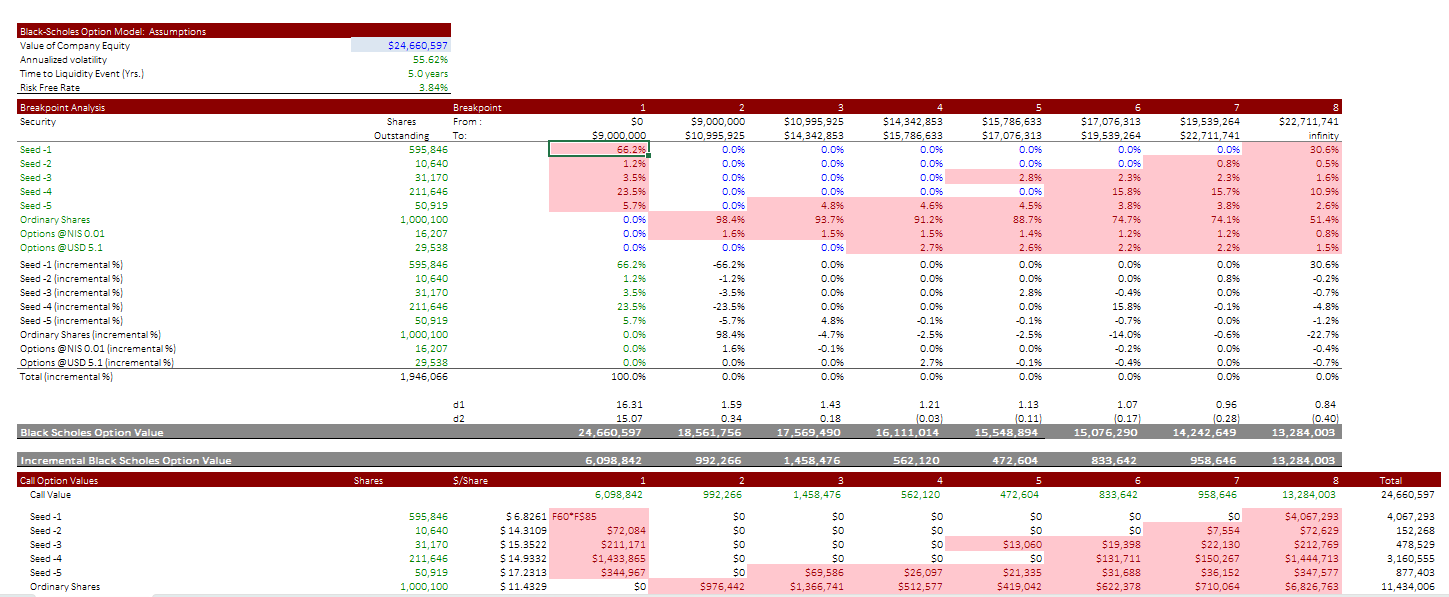 Black-Scholes Option Model: Assumptions
Value of Company Equity $24,660,597
Annualized volatility 55.62%
Time to Liquidity Event (Yrs.) 5.0 years
Risk Free Rate 3.84%
Breakpoint Analysis Breakpoint 1 2 3 4 5 6 7 8
Security Shares From: $0 $9,000,000 $10,995,925 $14,342,853 $15,786,633 $17,076,313 $19,539,264 $22,711,741
Outstanding To: $9,000,000 $10,995,925 $14,342,853 $15,786,633 $17,076,313 $19,539,264 $22,711,741 infinity
Seed -1 595,846 66.2% 0.0% 0.0% 0.0% 0.0% 0.0% 0.0% 30.6%
Seed -2 10,640 1.2% 0.0% 0.0% 0.0% 0.0% 0.0% 0.8% 0.5%
Seed -3 31,170 3.5% 0.0% 0.0% 0.0% 2.8% 2.3% 2.3% 1.6%
Seed -4 211,646 23.5% 0.0% 0.0% 0.0% 0.0% 15.8% 15.7% 10.9%
Seed -5 50,919 5.7% 0.0% 4.8% 4.6% 4.5% 3.8% 3.8% 2.6%
Ordinary Shares 1,000,100 0.0% 98.4% 93.7% 91.2% 88.7% 74.7% 74.1% 51.4%
Options @NIS 0.01 16,207 0.0% 1.6% 1.5% 1.5% 1.4% 1.2% 1.2% 0.8%
Options @USD 5.1 29,538 0.0% 0.0% 0.0% 2.7% 2.6% 2.2% 2.2% 1.5%
Seed -1 (incremental %) 595,846 66.2% -66.2% 0.0% 0.0% 0.0% 0.0% 0.0% 30.6%
Seed -2 (incremental %) 10,640 1.2% -1.2% 0.0% 0.0% 0.0% 0.0% 0.8% -0.2%
Seed -3 (incremental %) 31,170 3.5% -3.5% 0.0% 0.0% 2.8% -0.4% 0.0% -0.7%
Seed -4 (incremental %) 211,646 23.5% -23.5% 0.0% 0.0% 0.0% 15.8% -0.1% -4.8%
Seed -5 (incremental %) 50,919 5.7% -5.7% 4.8% -0.1% -0.1% -0.7% 0.0% -1.2%
Ordinary Shares (incremental %) 1,000,100 0.0% 98.4% -4.7% -2.5% -2.5% -14.0% -0.6% -22.7%
Options @NIS 0.01 (incremental %) 16,207 0.0% 1.6% -0.1% 0.0% 0.0% -0.2% 0.0% -0.4%
Options @USD 5.1 (incremental %) 29,538 0.0% 0.0% 0.0% 2.7% -0.1% -0.4% 0.0% -0.7%
Total (incremental %) 1,946,066 100.0% 0.0% 0.0% 0.0% 0.0% 0.0% 0.0% 0.0%
d1 16.31 1.59 1.43 1.21 1.13 1.07 0.96 0.84
d2 15.07 0.34 0.18 (0.03) (0.11) (0.17) (0.28) (0.40)
Black Scholes Option Value 24,660,597 18,561,756 17,569,490 16,111,014 15,548,894 15,076,290 14,242,649 13,284,003
Incremental Black Scholes Option Value 6,098,842 992,266 1,458,476 562,120 472,604 833,642 958,646 13,284,003
Call Option Values Shares $/Share 1 2 3 4 5 6 7 8 Total
Call Value 6,098,842 992,266 1,458,476 562,120 472,604 833,642 958,646 13,284,003 24,660,597
Seed -1 595,846 $ 6.8261 F60*F$85 $0 $0 $0 $0 $0 $0 $4,067,293 4,067,293
Seed -2 10,640 $ 14.3109 $72,084 $0 $0 $0 $0 $0 $7,554 $72,629 152,268
Seed -3 31,170 $ 15.3522 $211,171 $0 $0 $0 $13,060 $19,398 $22,130 $212,769 478,529
Seed -4 211,646 $ 14.9332 $1,433,865 $0 $0 $0 $0 $131,711 $150,267 $1,444,713 3,160,555
Seed -5 50,919 $ 17.2313 $344,967 $0 $69,586 $26,097 $21,335 $31,688 $36,152 $347,577 877,403
Ordinary Shares 1,000,100 $ 11.4329 $0 $976,442 $1,366,741 $512,577 $419,042 $622,378 $710,064 $6,826,763 11,434,006